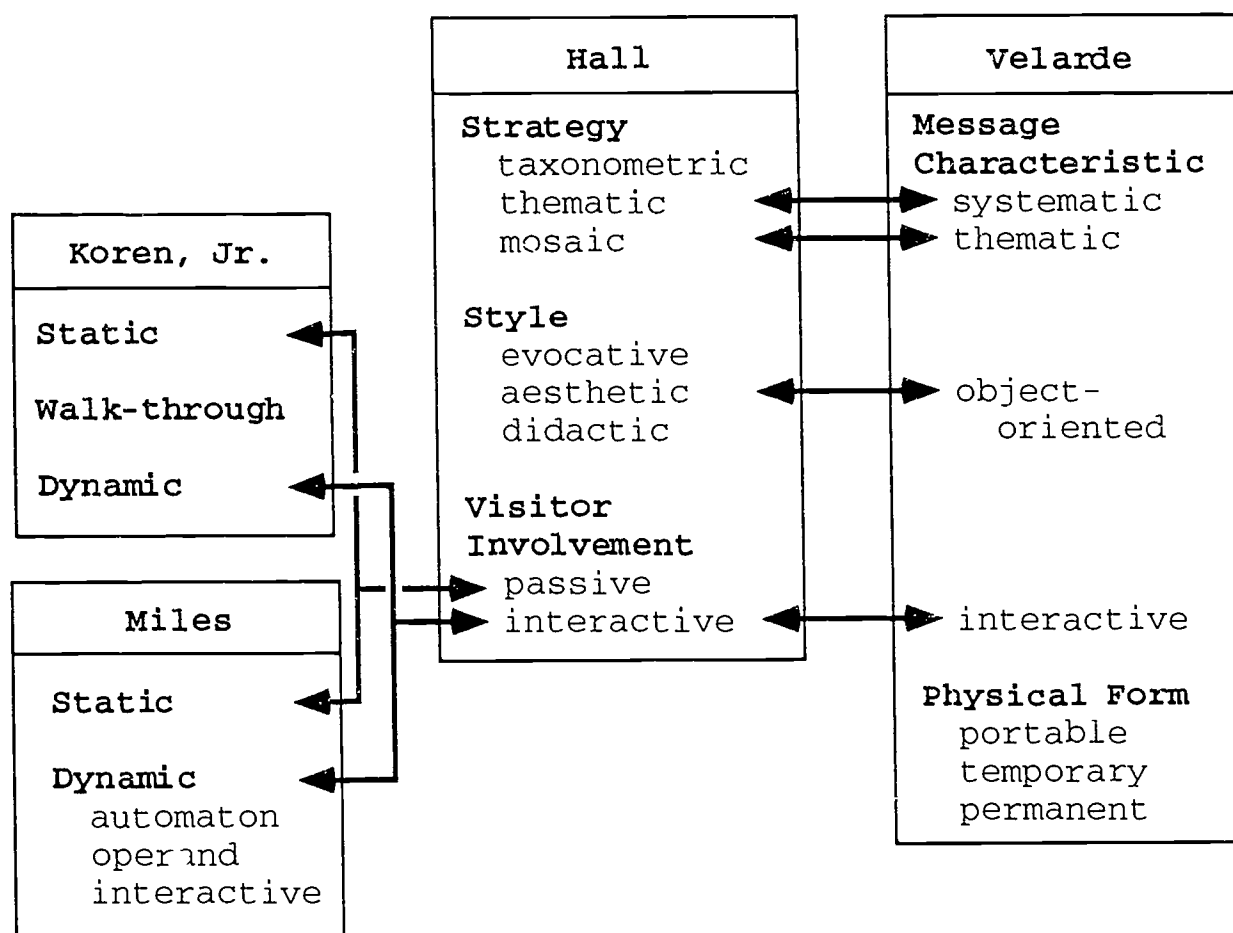 Koren, Jr.
Static
Walk-through
Dynamic
Miles
Static
Dynamic
automaton
operand
interactive
Hall
Strategy
taxonometric
thematic
mosaic
Style
evocative
aesthetic
didactic
Visitor
Involvement
passive
interactive
Velarde
Message
Characteristic
systematic
thematic
object-
oriented
interactive
Physical Form
portable
temporary
permanent